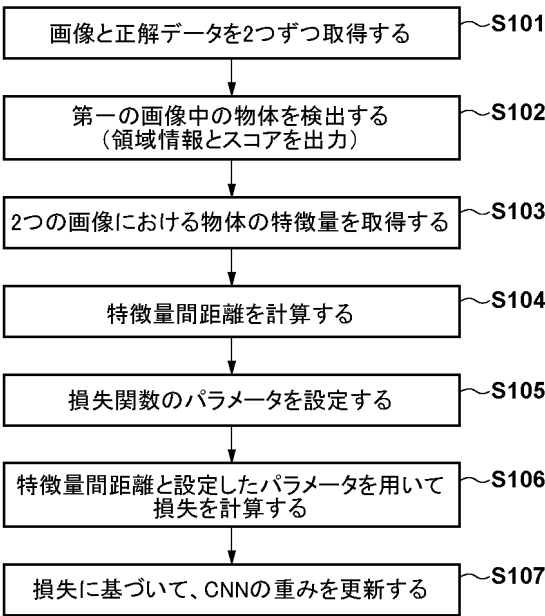 画像と正解データを2つずつ取得する
S101
第一の画像中の物体を検出する
(領域情報とスコアを出力)
S102
2つの画像における物体の特徴量を取得する
S103
特徴量間距離を計算する
S104
損失関数のパラメータを設定する
S105
特徴量間距離と設定したパラメータを用いて
損失を計算する
S106
損失に基づいて、CNNの重みを更新する
S107